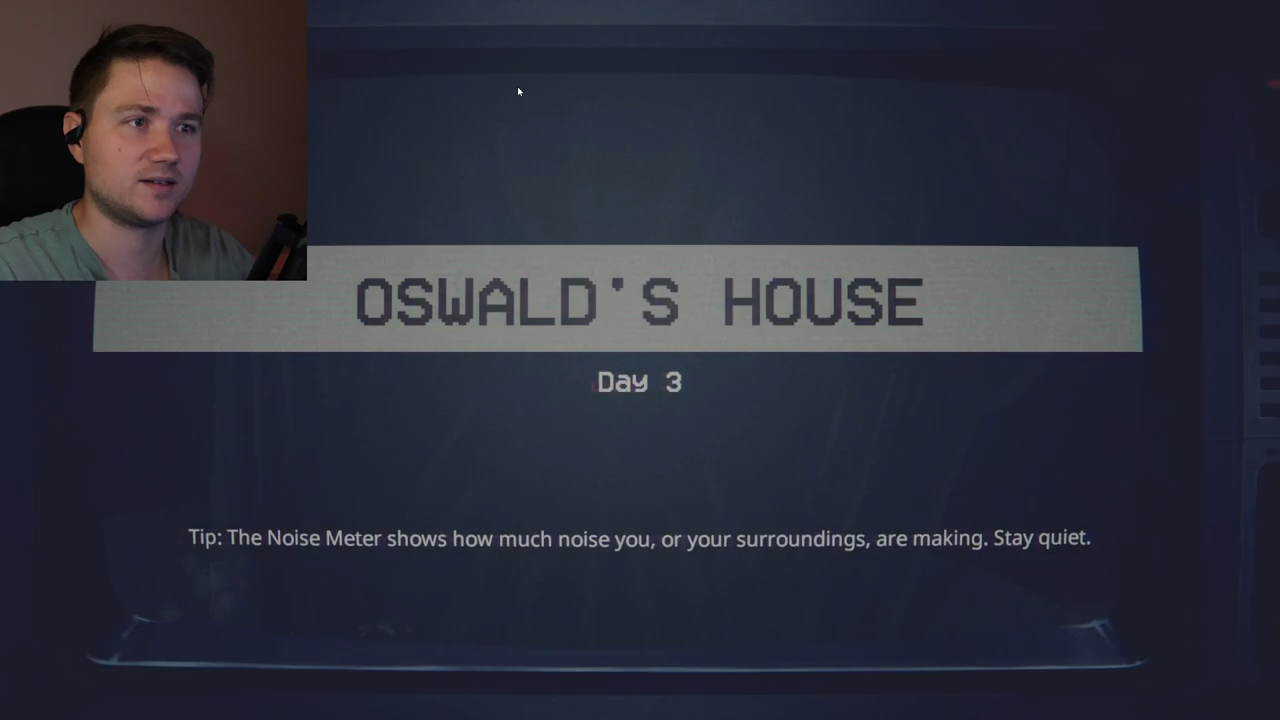 OSWALD'S HOUSE
Day 3
Tip: The Noise Meter shows how much noise you, or your surroundings, are making. Stay quiet.